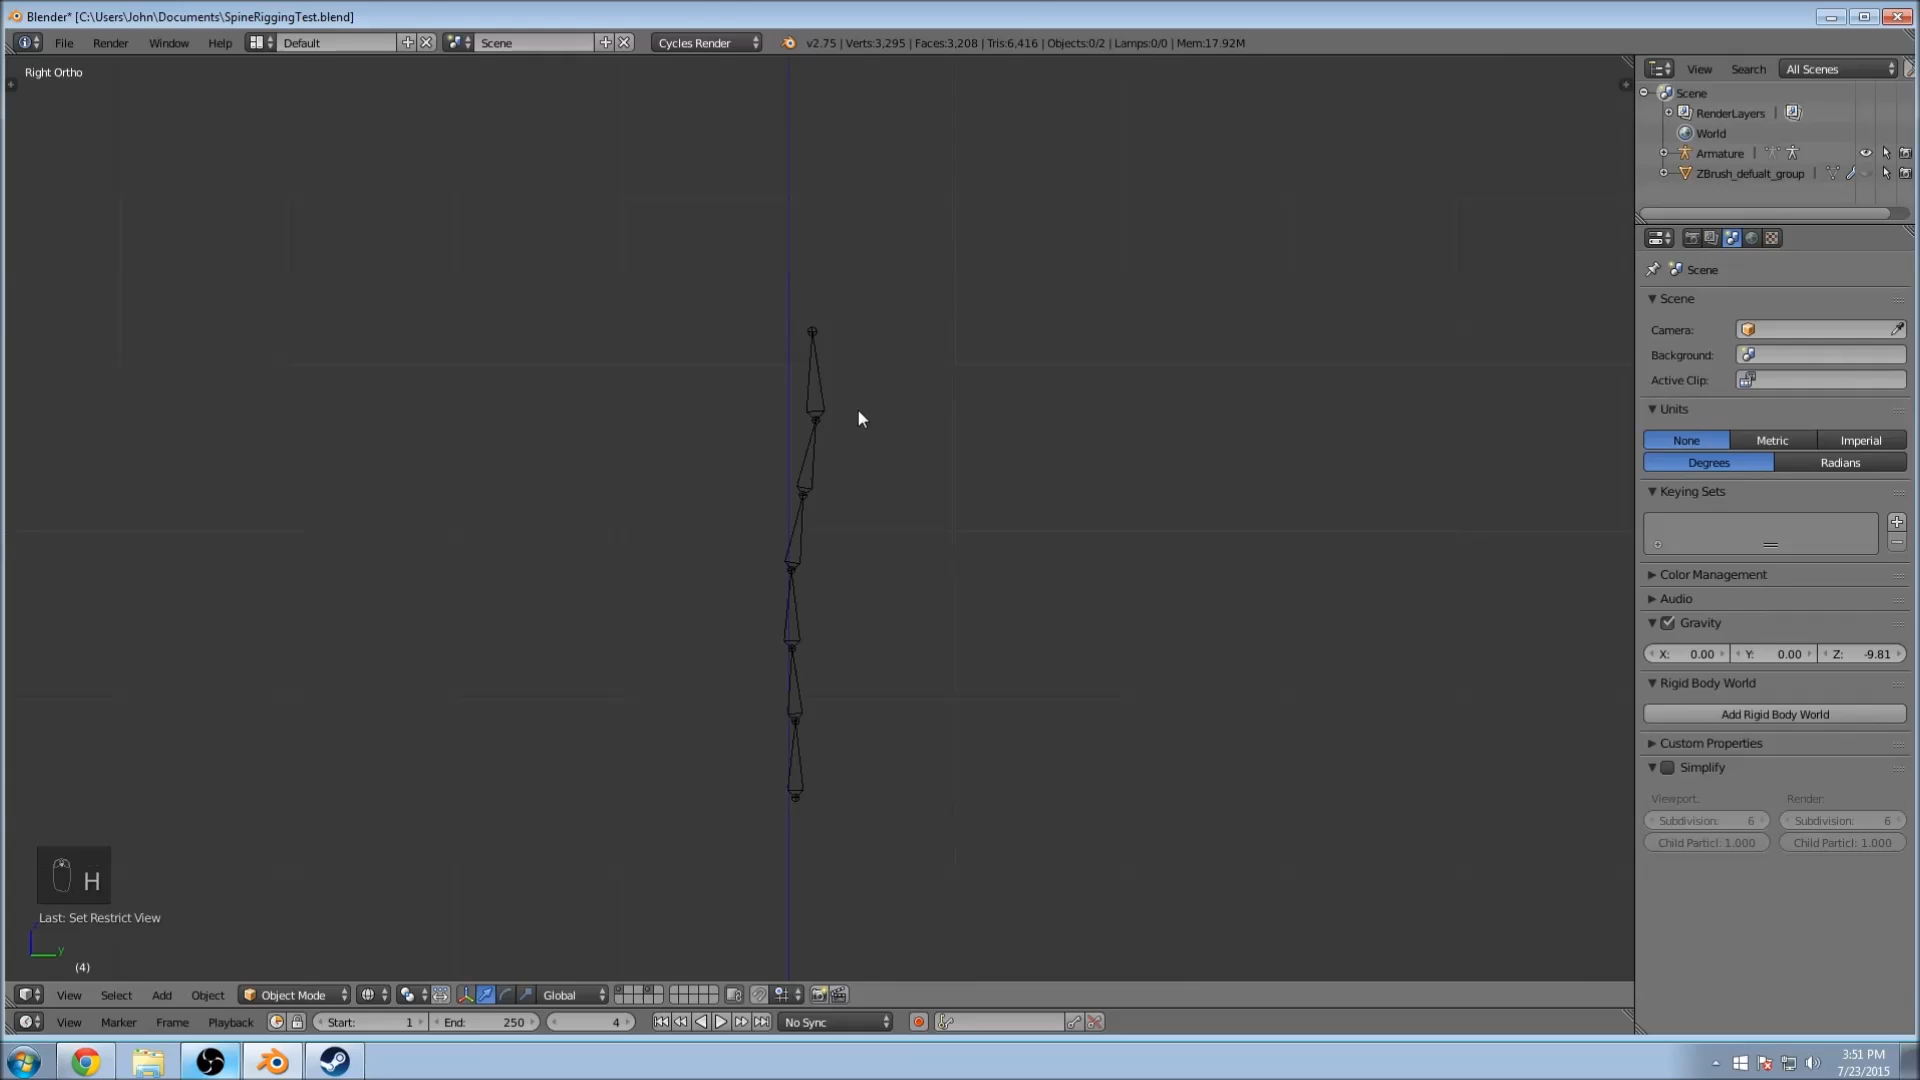 Blender* [C:\Users\John\Documents\SpineRiggingTest.blend]
File Render Window Help Default Scene Cycles Render v2.75 | Verts:3,295 | Faces:3,208 | Tris:6,416 | Objects:0/2 | Lamps:0/0 | Mem:17.92M
Right Ortho
View Search All Scenes
Scene
RenderLayers
World
Armature
ZBrush_defualt_group
Scene
Scene
Camera:
Background:
Active Clip:
Units
None Metric Imperial
Degrees Radians
Keying Sets
Color Management
Audio
Gravity
X: 0.00 Y: 0.00 Z: -9.81
Rigid Body World
Add Rigid Body World
Custom Properties
Simplify
Viewport: Render:
Subdivision: 6 Subdivision: 6
Child Particl: 1.000 Child Particl: 1.000
H
Last: Set Restrict View
y
(4)
View Select Add Object Object Mode Global
View Marker Frame Playback Start: 1 End: 250 4 No Sync
3:51 PM
7/23/2015